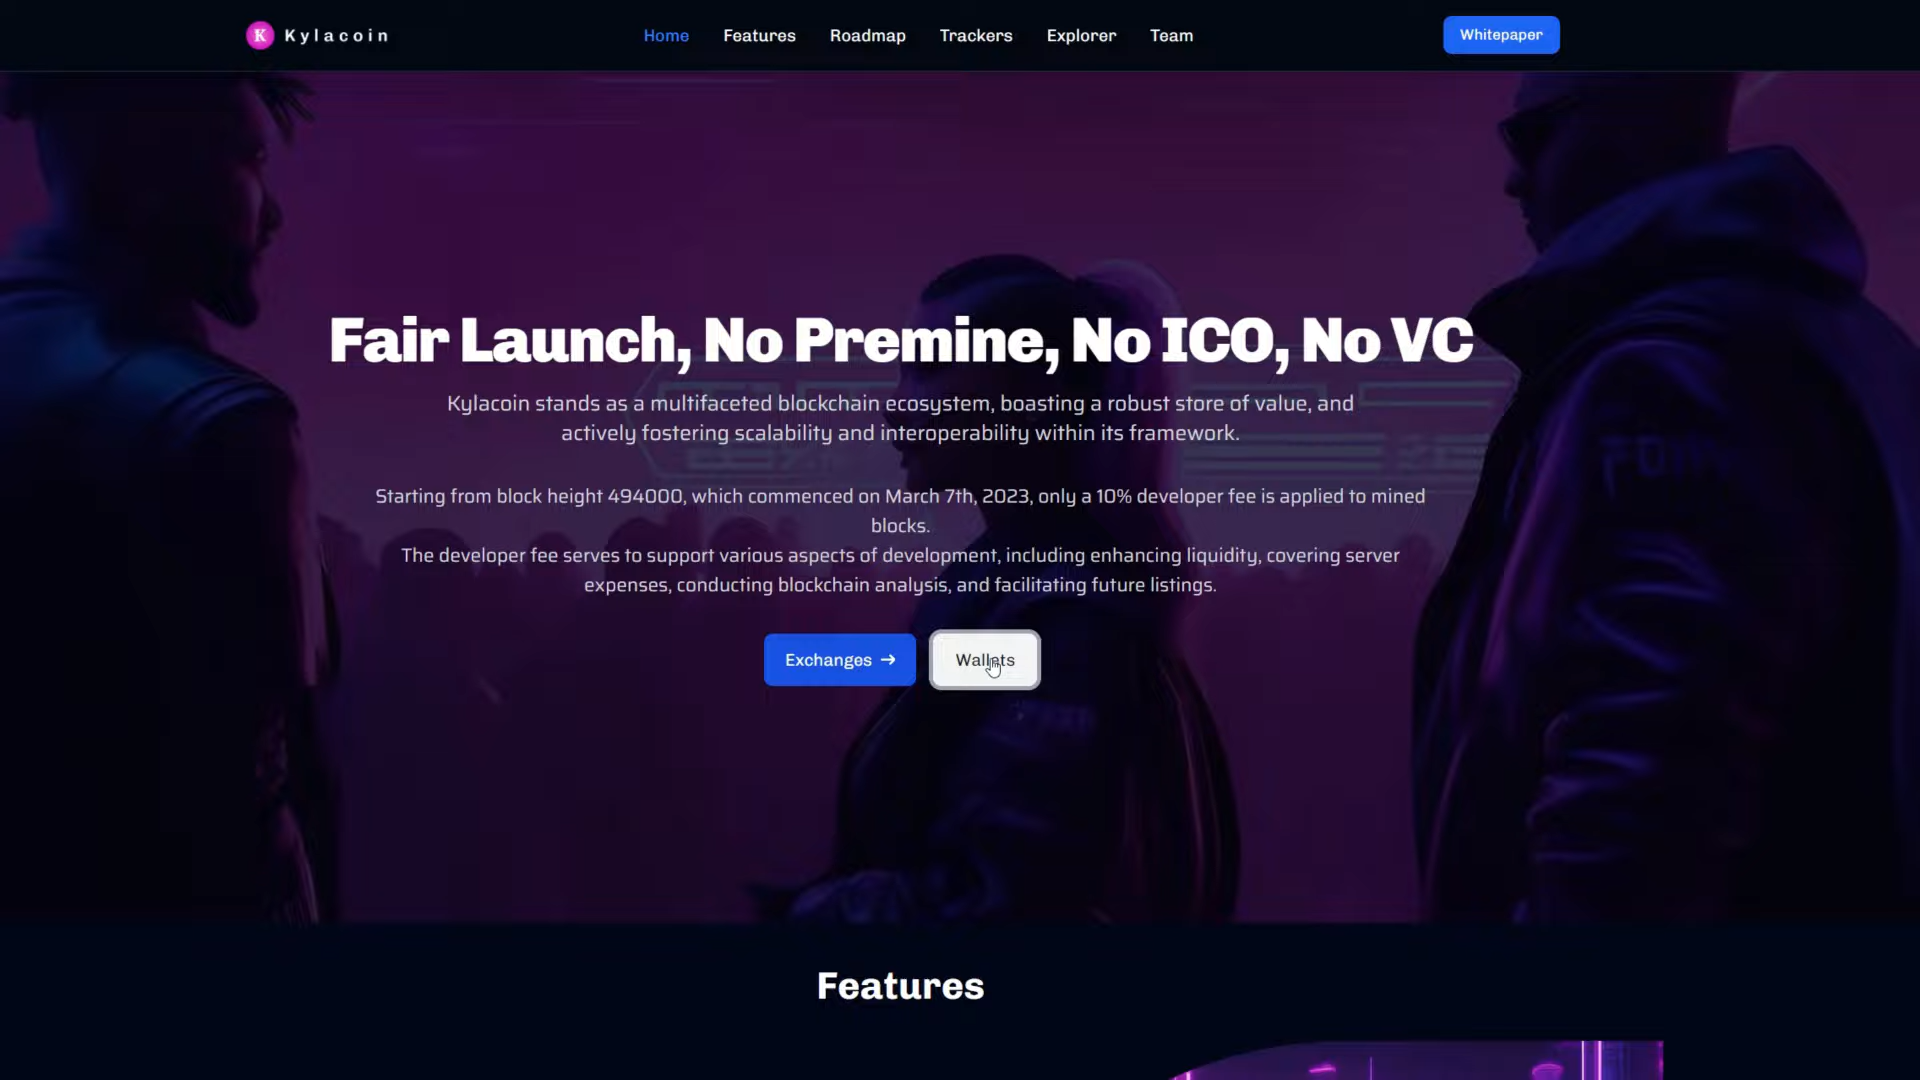 K Kylacoin
Home Features Roadmap Trackers Explorer Team
Whitepaper
Fair Launch, No Premine, No ICO, No VC
Kylacoin stands as a multifaceted blockchain ecosystem, boasting a robust store of value, and
actively fostering scalability and interoperability within its framework.
Starting from block height 494000, which commenced on March 7th, 2023, only a 10% developer fee is applied to mined
blocks.
The developer fee serves to support various aspects of development, including enhancing liquidity, covering server
expenses, conducting blockchain analysis, and facilitating future listings.
Exchanges →
Wallets
Features